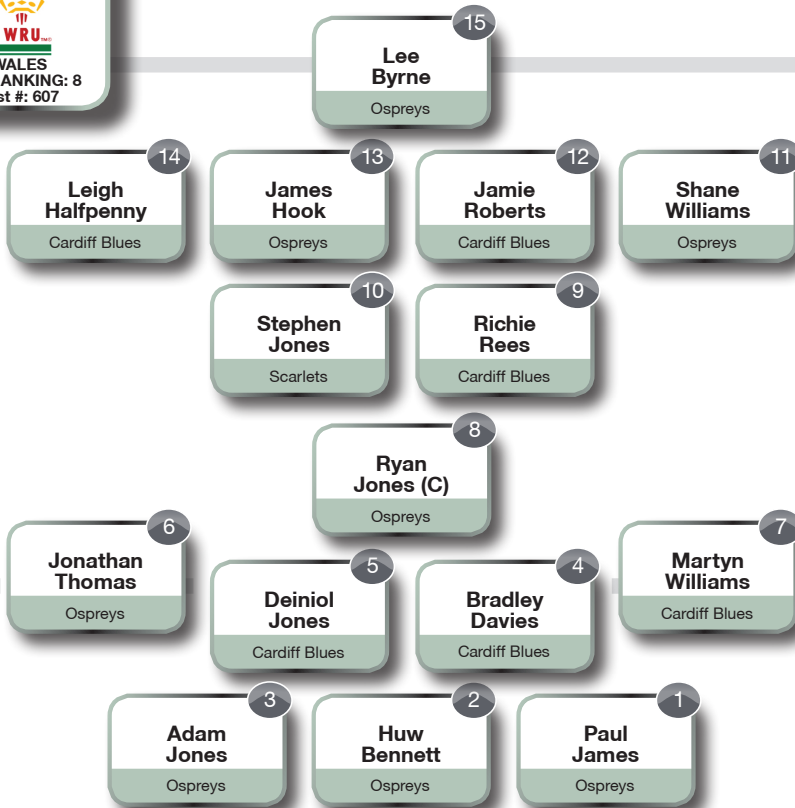 WRU
15
Lee
Byrne
Ospreys
8
607
14
Leigh
Halfpenny
Cardiff Blues
13
James
Hook
Ospreys
12
Jamie
Roberts
Cardiff Blues
11
Shane
Williams
Ospreys
10
Stephen
Jones
Scarlets
9
Richie
Rees
Cardiff Blues
8
Ryan
Jones (C)
Ospreys
6
Jonathan
Thomas
Ospreys
5
Deiniol
Jones
Cardiff Blues
4
Bradley
Davies
Cardiff Blues
7
Martyn
Williams
Cardiff Blues
3
Adam
Jones
Ospreys
2
Huw
Bennett
Ospreys
1
Paul
James
Ospreys